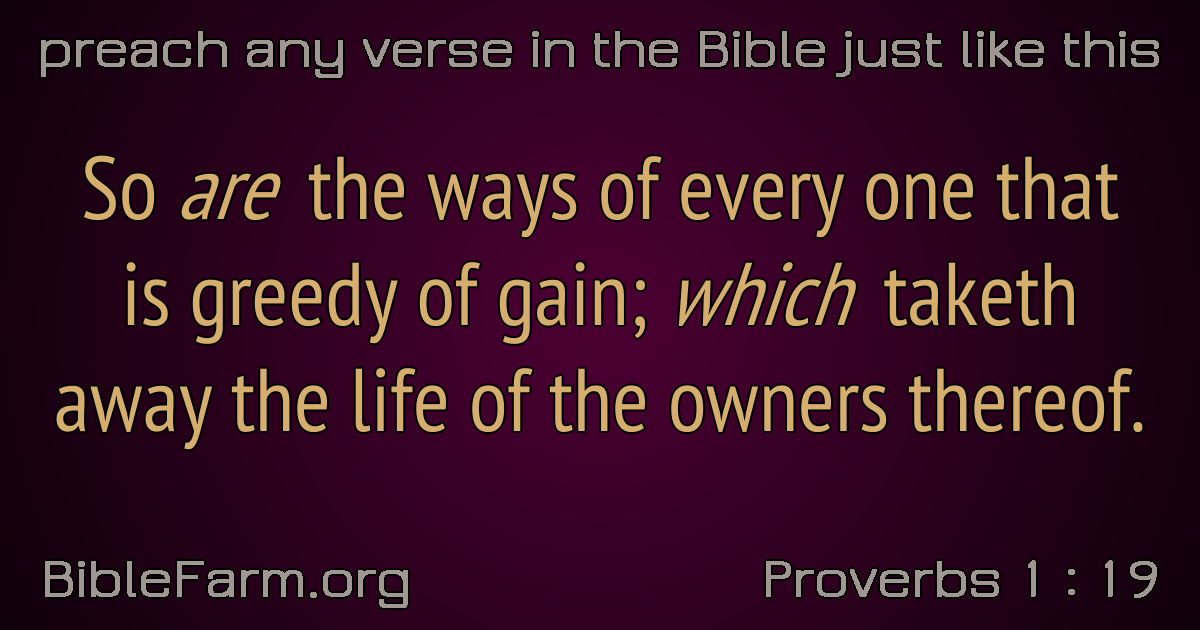 preach any verse in the Bible just like this
So are the ways of every one that
is greedy of gain; which taketh
away the life of the owners thereof.
BibleFarm.org
Proverbs 1 : 19